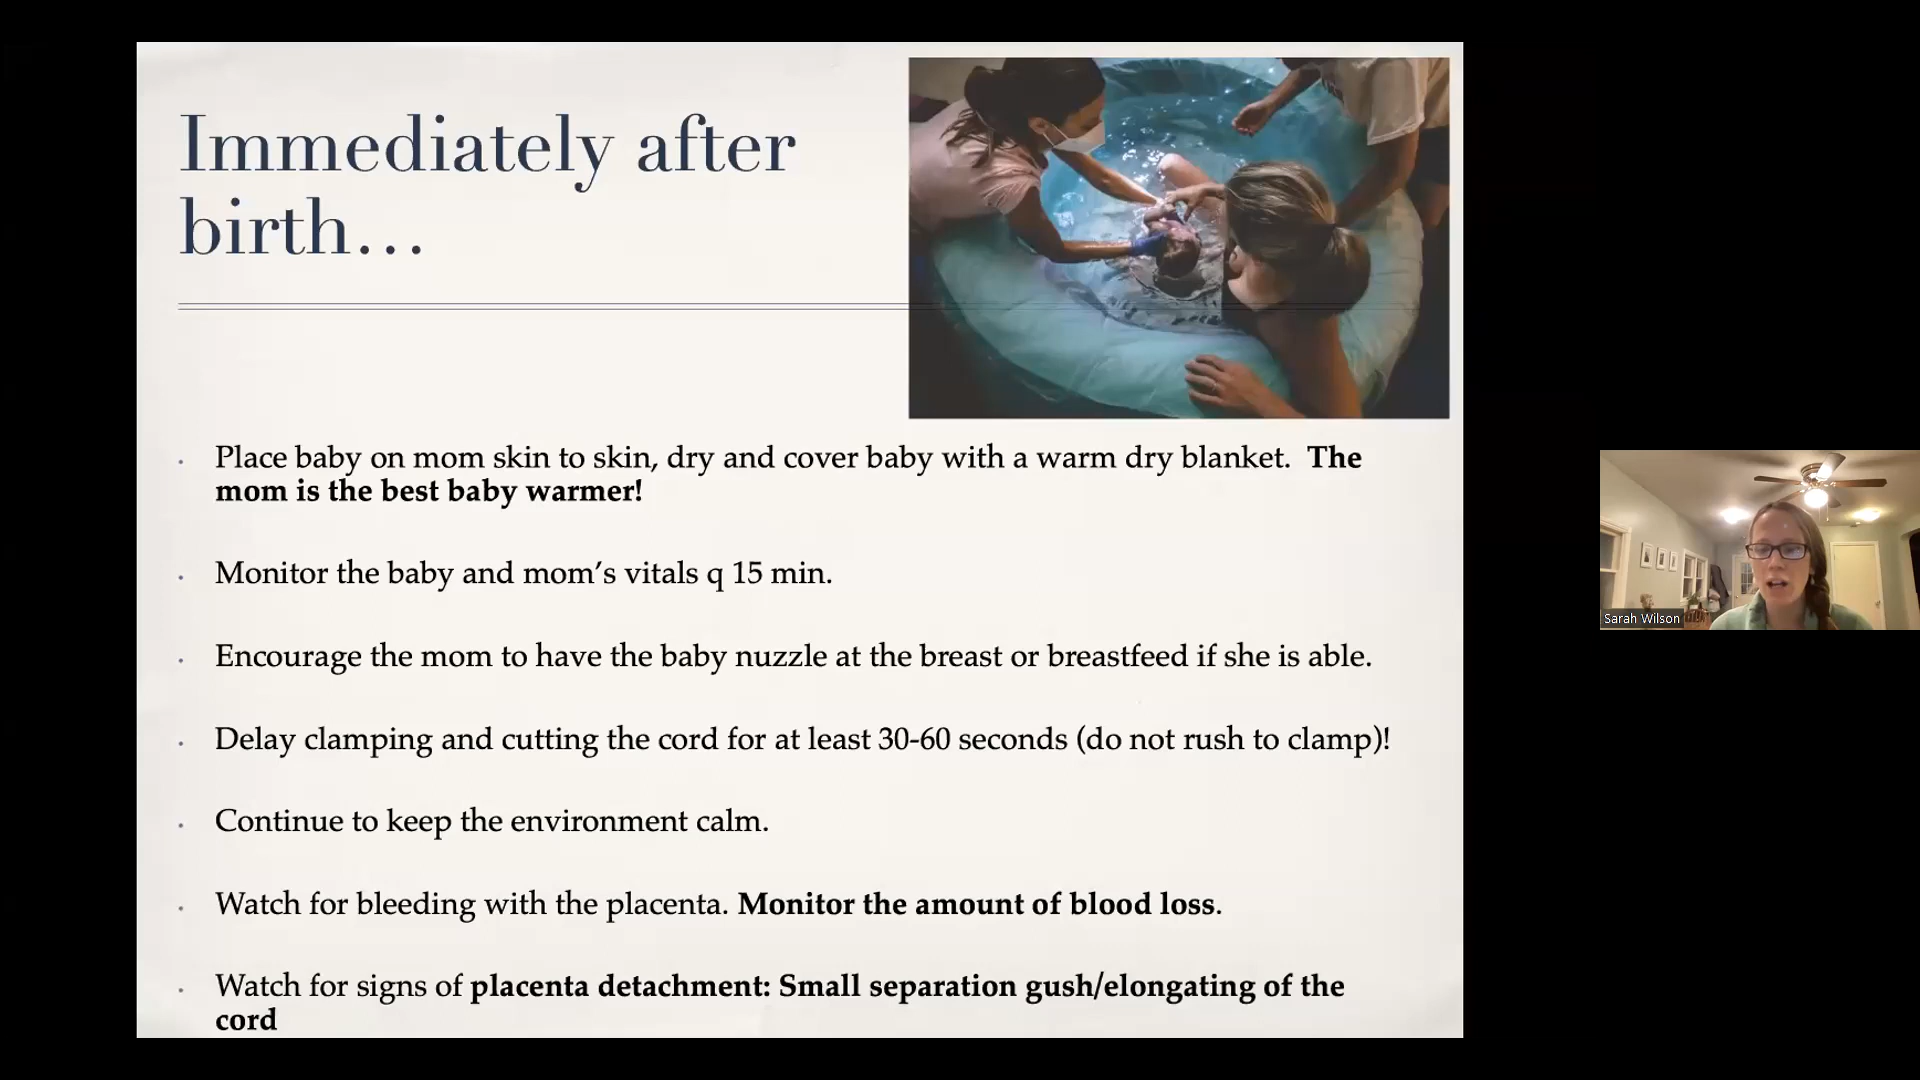 Immediately after
birth…
Place baby on mom skin to skin, dry and cover baby with a warm dry blanket. The
mom is the best baby warmer!
Monitor the baby and mom’s vitals q 15 min.
Encourage the mom to have the baby nuzzle at the breast or breastfeed if she is able.
Delay clamping and cutting the cord for at least 30-60 seconds (do not rush to clamp)!
Continue to keep the environment calm.
Watch for bleeding with the placenta. Monitor the amount of blood loss.
Watch for signs of placenta detachment: Small separation gush/elongating of the
cord
Sarah Wilson